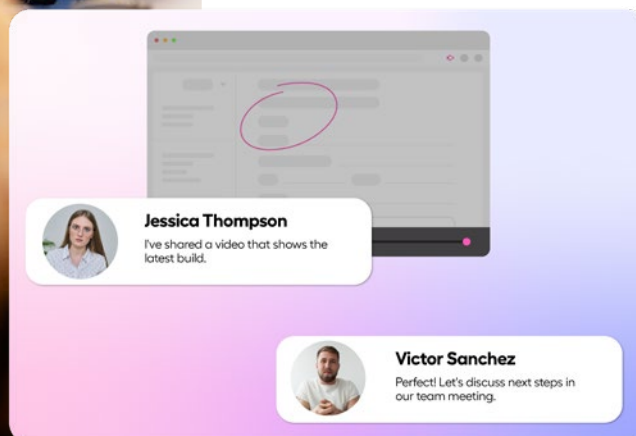 Jessica Thompson
I've shared a video that shows the
latest build.
Victor Sanchez
Perfect! Let's discuss next steps in
our team meeting.